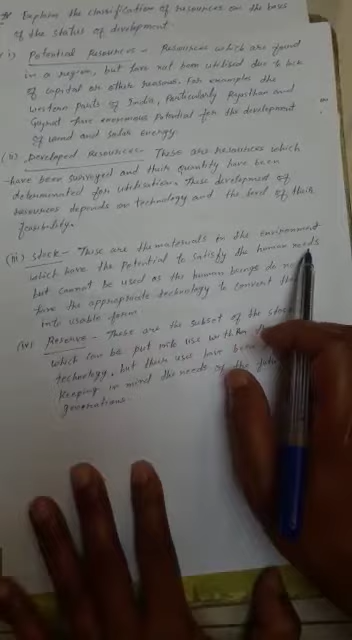 Explain the classification of resources on the basis
of the status of development.
(i) Potential Resources - Resources which are found
in a region, but have not been utilised due to lack
of capital or other reasons. For examples the
western parts of India, Particularly Rajasthan and
Gujrat have enormous potential for the development
of wind and solar energy.
(ii) Developed Resources - These are resources which
have been surveyed and their quantity have been
determinated for utilisation. These development of
resources depends on technology and the level of their
feasibility.
(iii) Stock - These are the materials in the environment
which have the potential to satisfy the human needs
but cannot be used as the human beings do
have the appropriate technology to convert
into usable form.
(iv) Reserve - These are the subset of the stock
which can be put into use with the
technology, but their uses have been
keeping in mind the needs of the future
generations.